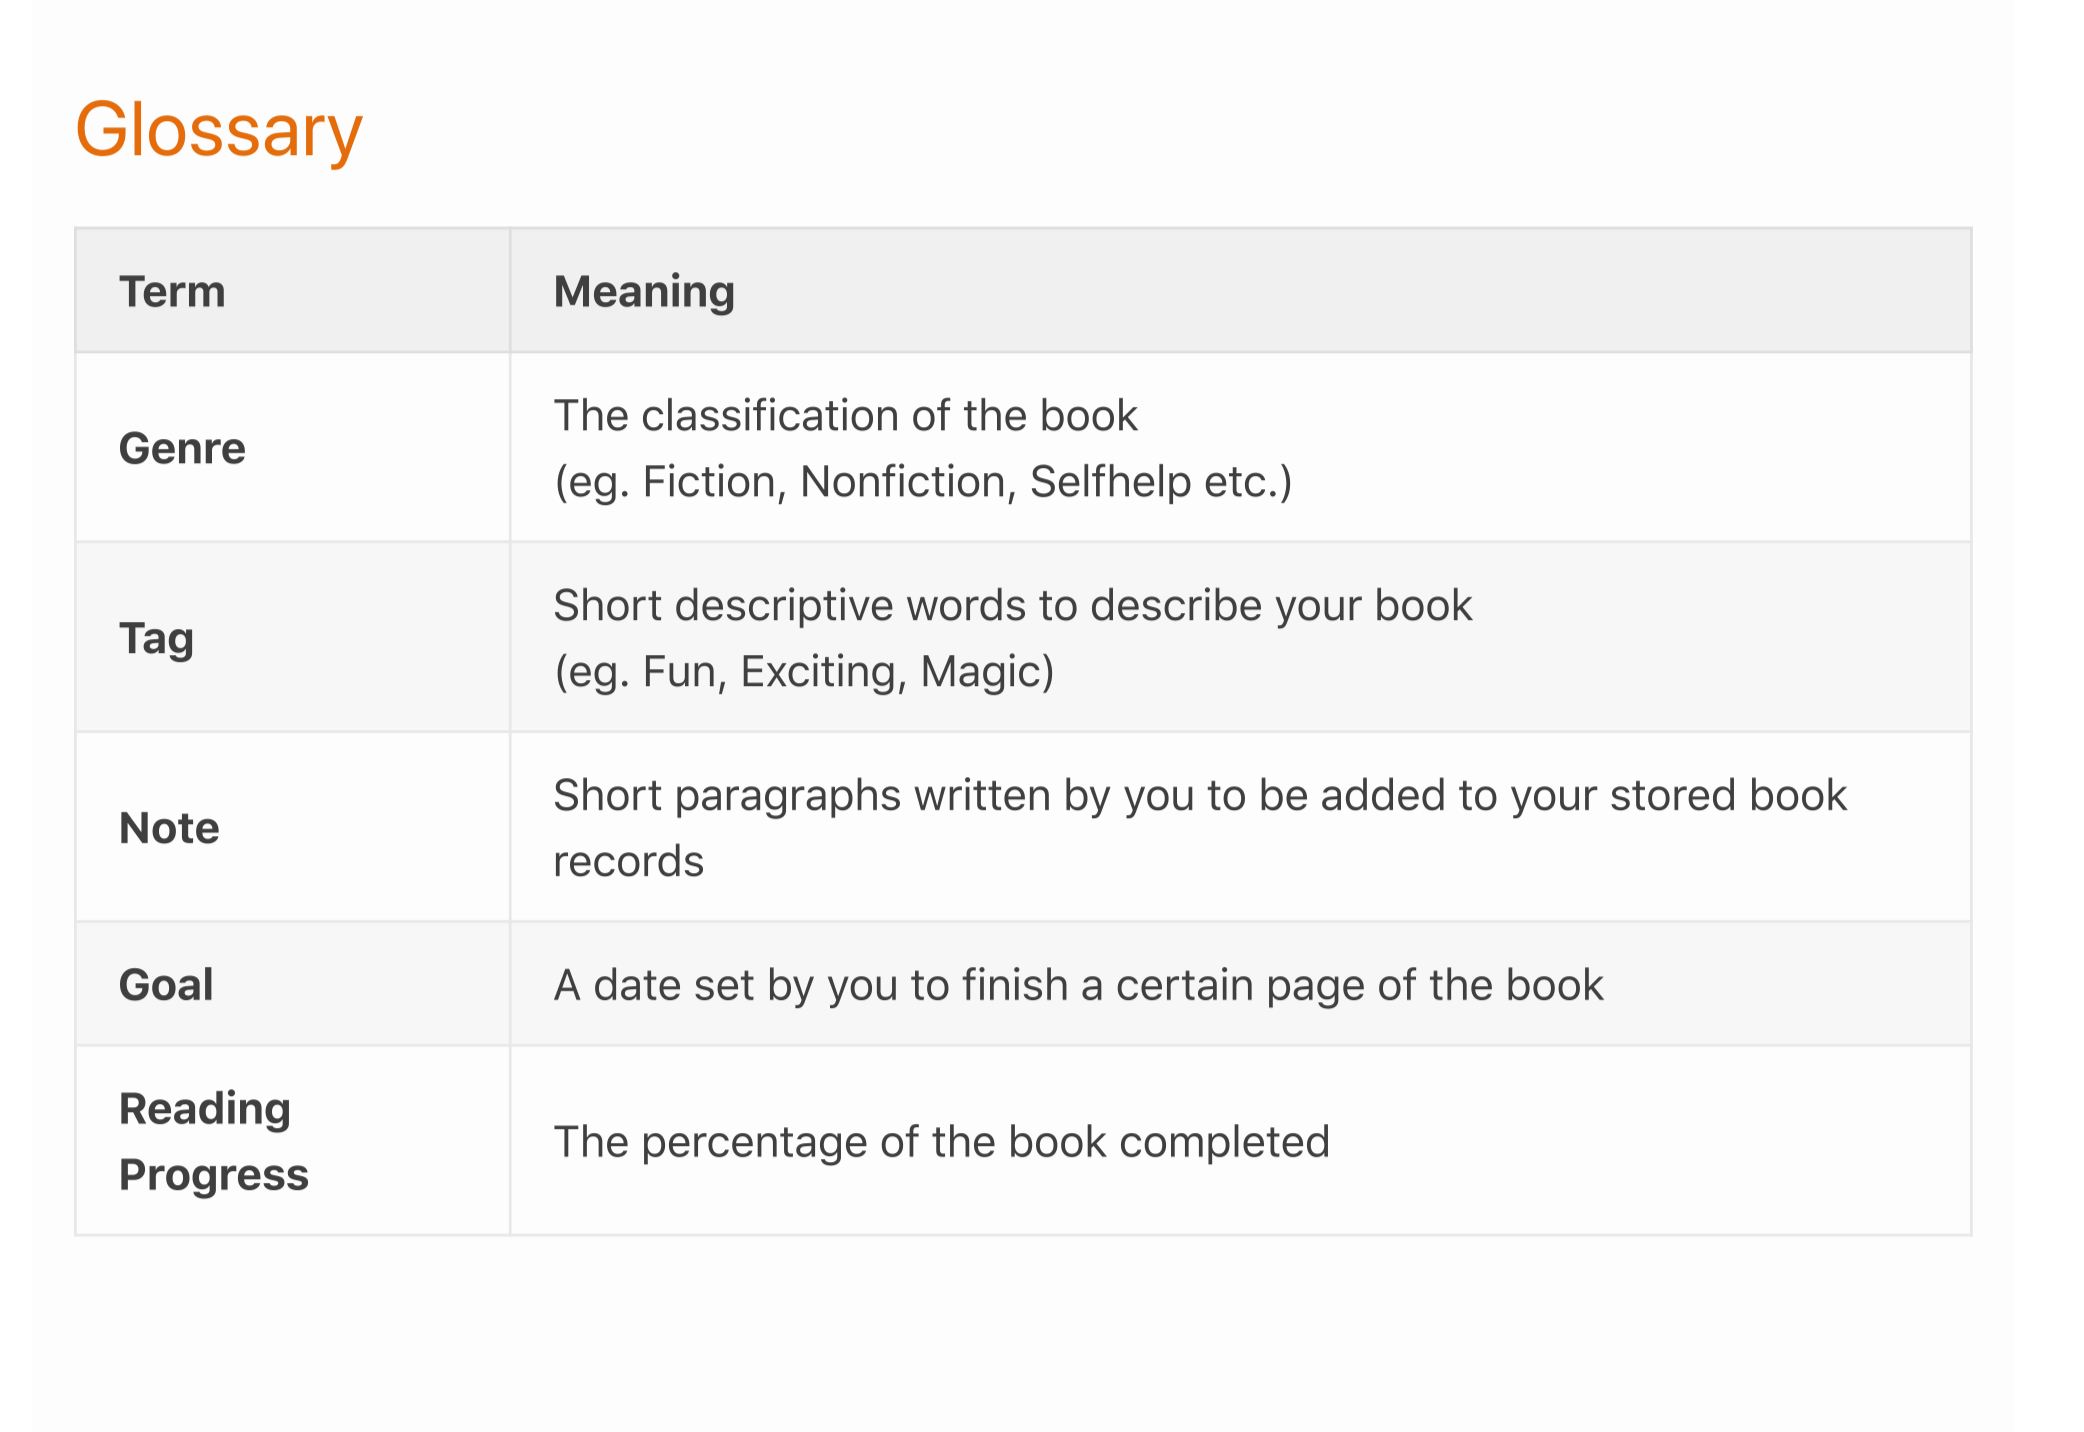 Glossary
Term Meaning
Genre
The classification of the book
(eg. Fiction, Nonfiction, Selfhelp etc.)
Tag
Short descriptive words to describe your book
(eg. Fun, Exciting, Magic)
Note
Short paragraphs written by you to be added to your stored book
records
Goal A date set by you to finish a certain page of the book
Reading
Progress
The percentage of the book completed